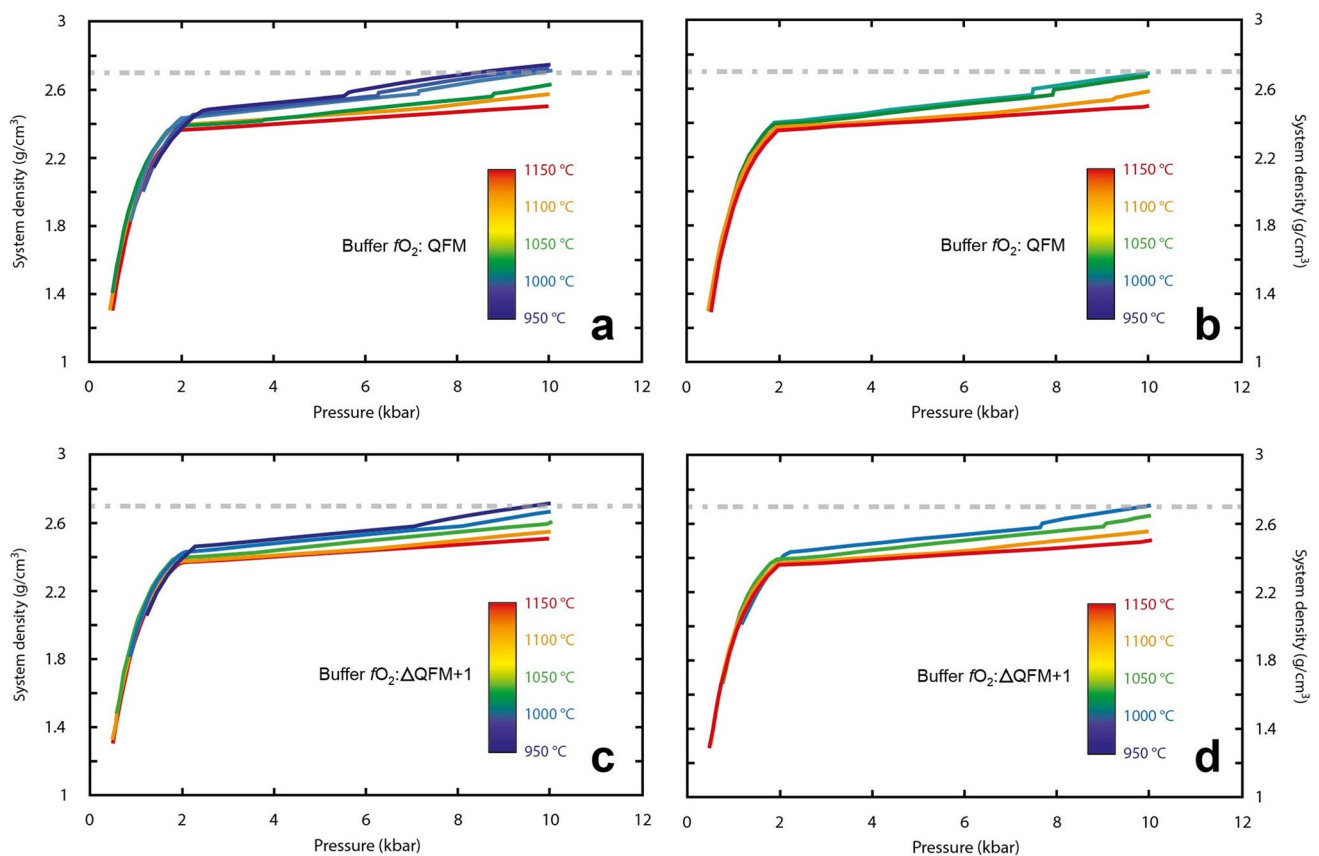 3
2.6
2.2
1.8
1.4
1
System density (g/cm³)
1150 °C
1100 °C
1050 °C
1000 °C
950 °C
Buffer fO₂: QFM
a
0 2 4 6 8 10 12
Pressure (kbar)
3
2.6
2.2
1.8
1.4
1
System density (g/cm³)
1150 °C
1100 °C
1050 °C
1000 °C
950 °C
Buffer fO₂: QFM
b
0 2 4 6 8 10 12
Pressure (kbar)
3
2.6
2.2
1.8
1.4
1
System density (g/cm³)
1150 °C
1100 °C
1050 °C
1000 °C
950 °C
Buffer fO₂:ΔQFM+1
c
0 2 4 6 8 10 12
Pressure (kbar)
3
2.6
2.2
1.8
1.4
1
System density (g/cm³)
1150 °C
1100 °C
1050 °C
1000 °C
950 °C
Buffer fO₂:ΔQFM+1
d
0 2 4 6 8 10 12
Pressure (kbar)